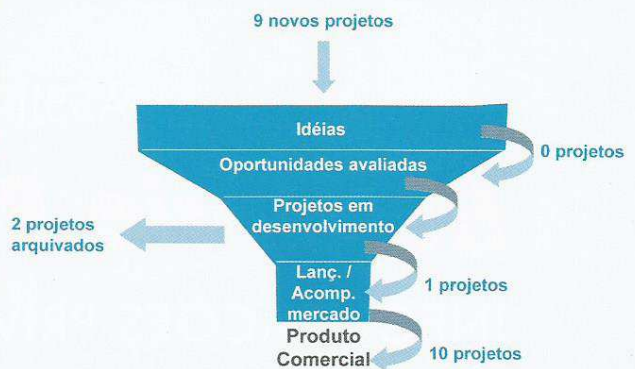 9 novos projetos
Idéias
0 projetos
Oportunidades avaliadas
Projetos em
desenvolvimento
2 projetos
arquivados
Lanç. /
Acomp.
mercado
1 projetos
Produto
Comercial
10 projetos